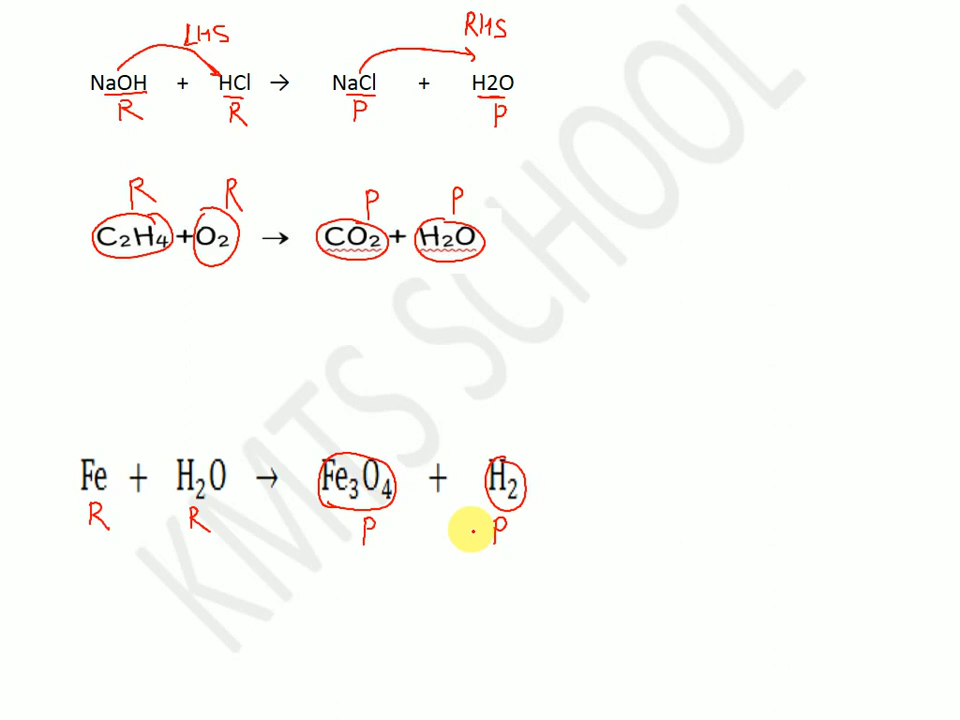 LHS RHS
NaOH + HCl → NaCl + H2O
R R P P
R R P P
C₂H₄+O₂ → CO₂+ H₂O
Fe + H₂O → Fe₃O₄ + H₂
R R P P
KMTS SCHOOL